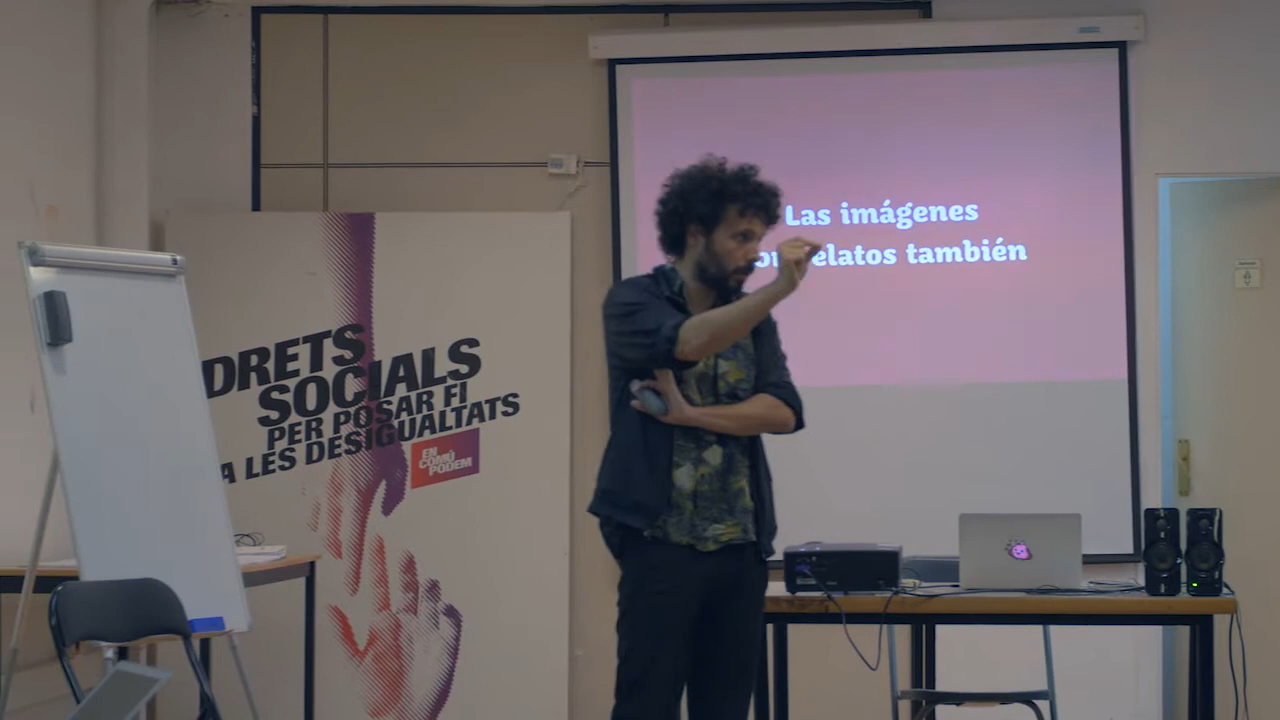 Las imágenes
elatos también
DRETS
SOCIALS
PER POSAR FI
A LES DESIGUALTATS
EN
COMÚ
PODEM